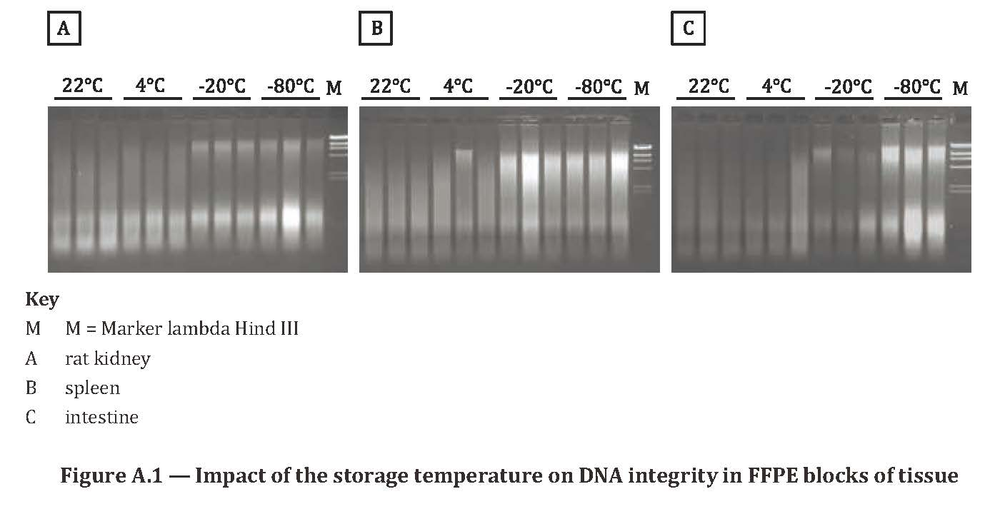 A
B
C
22°C 4°C -20°C -80°C M
22°C 4°C -20°C -80°C M
22°C 4°C -20°C -80°C M
Key
M M = Marker lambda Hind III
A rat kidney
B spleen
C intestine
Figure A.1 — Impact of the storage temperature on DNA integrity in FFPE blocks of tissue